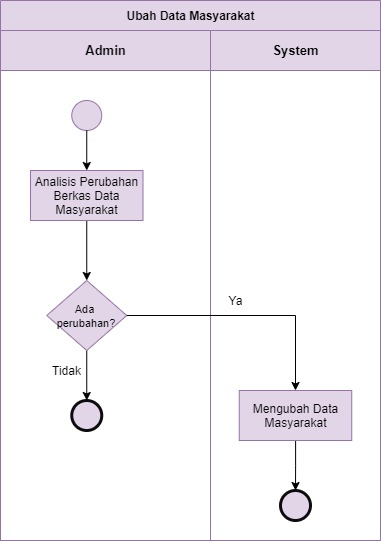 Ubah Data Masyarakat
Admin
System
Analisis Perubahan
Berkas Data
Masyarakat
Ada
perubahan?
Ya
Tidak
Mengubah Data
Masyarakat